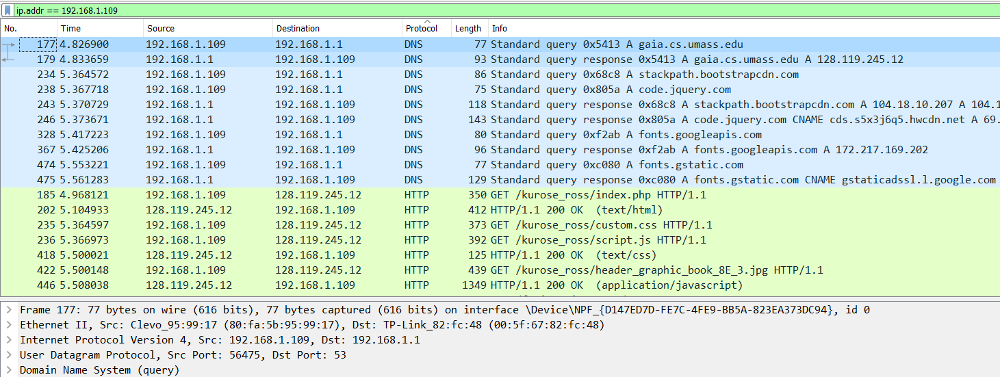 ip.addr == 192.168.1.109
No. Time Source Destination Protocol Length Info
177 4.826900 192.168.1.109 192.168.1.1 DNS 77 Standard query 0x5413 A gaia.cs.umass.edu
179 4.833659 192.168.1.1 192.168.1.109 DNS 93 Standard query response 0x5413 A gaia.cs.umass.edu A 128.119.245.12
234 5.364572 192.168.1.109 192.168.1.1 DNS 86 Standard query 0x68c8 A stackpath.bootstrapcdn.com
238 5.367718 192.168.1.109 192.168.1.1 DNS 75 Standard query 0x805a A code.jquery.com
243 5.370729 192.168.1.1 192.168.1.109 DNS 118 Standard query response 0x68c8 A stackpath.bootstrapcdn.com A 104.18.10.207 A 104.1
246 5.373671 192.168.1.1 192.168.1.109 DNS 143 Standard query response 0x805a A code.jquery.com CNAME cds.s5x3j6q5.hwcdn.net A 69.
328 5.417223 192.168.1.109 192.168.1.1 DNS 80 Standard query 0xf2ab A fonts.googleapis.com
367 5.425206 192.168.1.1 192.168.1.109 DNS 96 Standard query response 0xf2ab A fonts.googleapis.com A 172.217.169.202
474 5.553221 192.168.1.109 192.168.1.1 DNS 77 Standard query 0xc080 A fonts.gstatic.com
475 5.561283 192.168.1.1 192.168.1.109 DNS 129 Standard query response 0xc080 A fonts.gstatic.com CNAME gstaticadssl.l.google.com
185 4.968121 192.168.1.109 128.119.245.12 HTTP 350 GET /kurose_ross/index.php HTTP/1.1
202 5.104933 128.119.245.12 192.168.1.109 HTTP 412 HTTP/1.1 200 OK (text/html)
235 5.364597 192.168.1.109 128.119.245.12 HTTP 373 GET /kurose_ross/custom.css HTTP/1.1
236 5.366973 192.168.1.109 128.119.245.12 HTTP 392 GET /kurose_ross/script.js HTTP/1.1
418 5.500021 128.119.245.12 192.168.1.109 HTTP 125 HTTP/1.1 200 OK (text/css)
422 5.500148 192.168.1.109 128.119.245.12 HTTP 439 GET /kurose_ross/header_graphic_book_8E_3.jpg HTTP/1.1
446 5.508038 128.119.245.12 192.168.1.109 HTTP 1349 HTTP/1.1 200 OK (application/javascript)
Frame 177: 77 bytes on wire (616 bits), 77 bytes captured (616 bits) on interface \Device\NPF_{D147ED7D-FE7C-4FE9-BB5A-823EA373DC94}, id 0
Ethernet II, Src: Clevo_95:99:17 (80:fa:5b:95:99:17), Dst: TP-Link_82:fc:48 (00:5f:67:82:fc:48)
Internet Protocol Version 4, Src: 192.168.1.109, Dst: 192.168.1.1
User Datagram Protocol, Src Port: 56475, Dst Port: 53
Domain Name System (query)